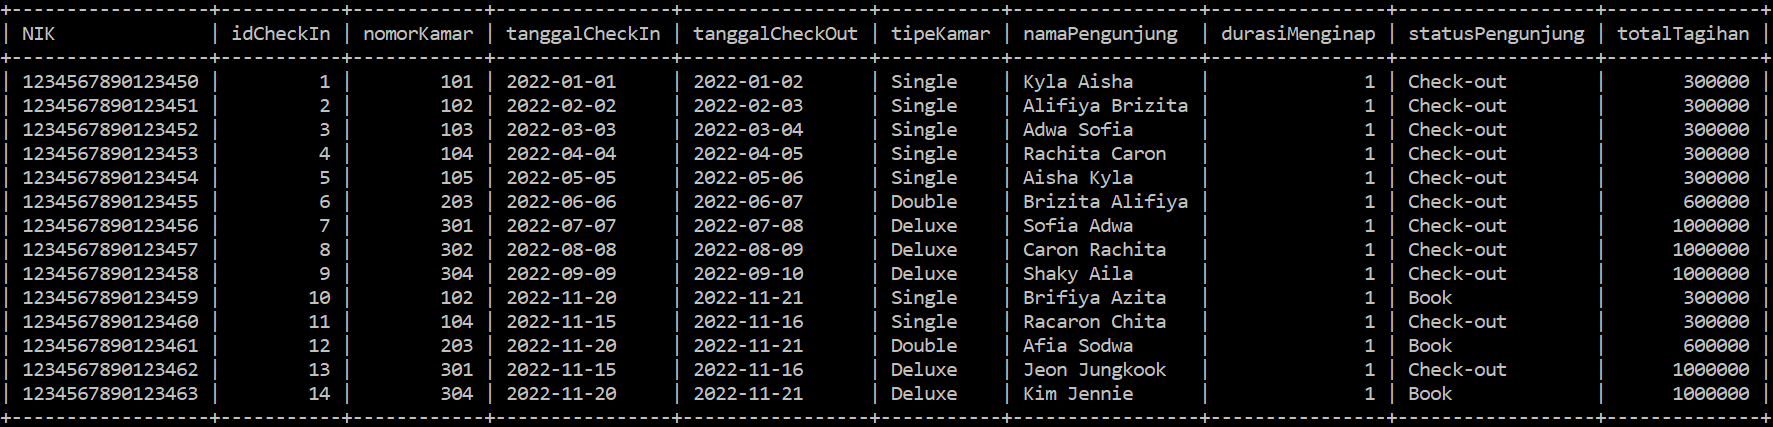 +------------------+-----------+------------+----------------+-----------------+-----------+-----------------+----------------+------------------+--------------+
| NIK              | idCheckIn | nomorKamar | tanggalCheckIn | tanggalCheckOut | tipeKamar | namaPengunjung  | durasiMenginap | statusPengunjung | totalTagihan |
+------------------+-----------+------------+----------------+-----------------+-----------+-----------------+----------------+------------------+--------------+
| 1234567890123450 |         1 |        101 | 2022-01-01     | 2022-01-02      | Single    | Kyla Aisha      |              1 | Check-out        |       300000 |
| 1234567890123451 |         2 |        102 | 2022-02-02     | 2022-02-03      | Single    | Alifiya Brizita |              1 | Check-out        |       300000 |
| 1234567890123452 |         3 |        103 | 2022-03-03     | 2022-03-04      | Single    | Adwa Sofia      |              1 | Check-out        |       300000 |
| 1234567890123453 |         4 |        104 | 2022-04-04     | 2022-04-05      | Single    | Rachita Caron   |              1 | Check-out        |       300000 |
| 1234567890123454 |         5 |        105 | 2022-05-05     | 2022-05-06      | Single    | Aisha Kyla      |              1 | Check-out        |       300000 |
| 1234567890123455 |         6 |        203 | 2022-06-06     | 2022-06-07      | Double    | Brizita Alifiya |              1 | Check-out        |       600000 |
| 1234567890123456 |         7 |        301 | 2022-07-07     | 2022-07-08      | Deluxe    | Sofia Adwa      |              1 | Check-out        |      1000000 |
| 1234567890123457 |         8 |        302 | 2022-08-08     | 2022-08-09      | Deluxe    | Caron Rachita   |              1 | Check-out        |      1000000 |
| 1234567890123458 |         9 |        304 | 2022-09-09     | 2022-09-10      | Deluxe    | Shaky Aila      |              1 | Check-out        |      1000000 |
| 1234567890123459 |        10 |        102 | 2022-11-20     | 2022-11-21      | Single    | Brifiya Azita   |              1 | Book             |       300000 |
| 1234567890123460 |        11 |        104 | 2022-11-15     | 2022-11-16      | Single    | Racaron Chita   |              1 | Check-out        |       300000 |
| 1234567890123461 |        12 |        203 | 2022-11-20     | 2022-11-21      | Double    | Afia Sodwa      |              1 | Book             |       600000 |
| 1234567890123462 |        13 |        301 | 2022-11-15     | 2022-11-16      | Deluxe    | Jeon Jungkook   |              1 | Check-out        |      1000000 |
| 1234567890123463 |        14 |        304 | 2022-11-20     | 2022-11-21      | Deluxe    | Kim Jennie      |              1 | Book             |      1000000 |
+------------------+-----------+------------+----------------+-----------------+-----------+-----------------+----------------+------------------+--------------+